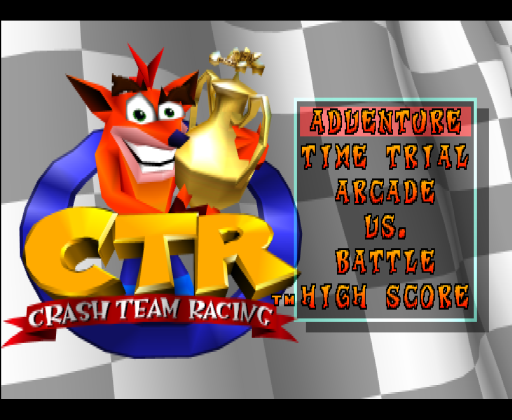 CTR
CRASH TEAM RACING
™
ADVENTURE
TIME TRIAL
ARCADE
VS.
BATTLE
HIGH SCORE